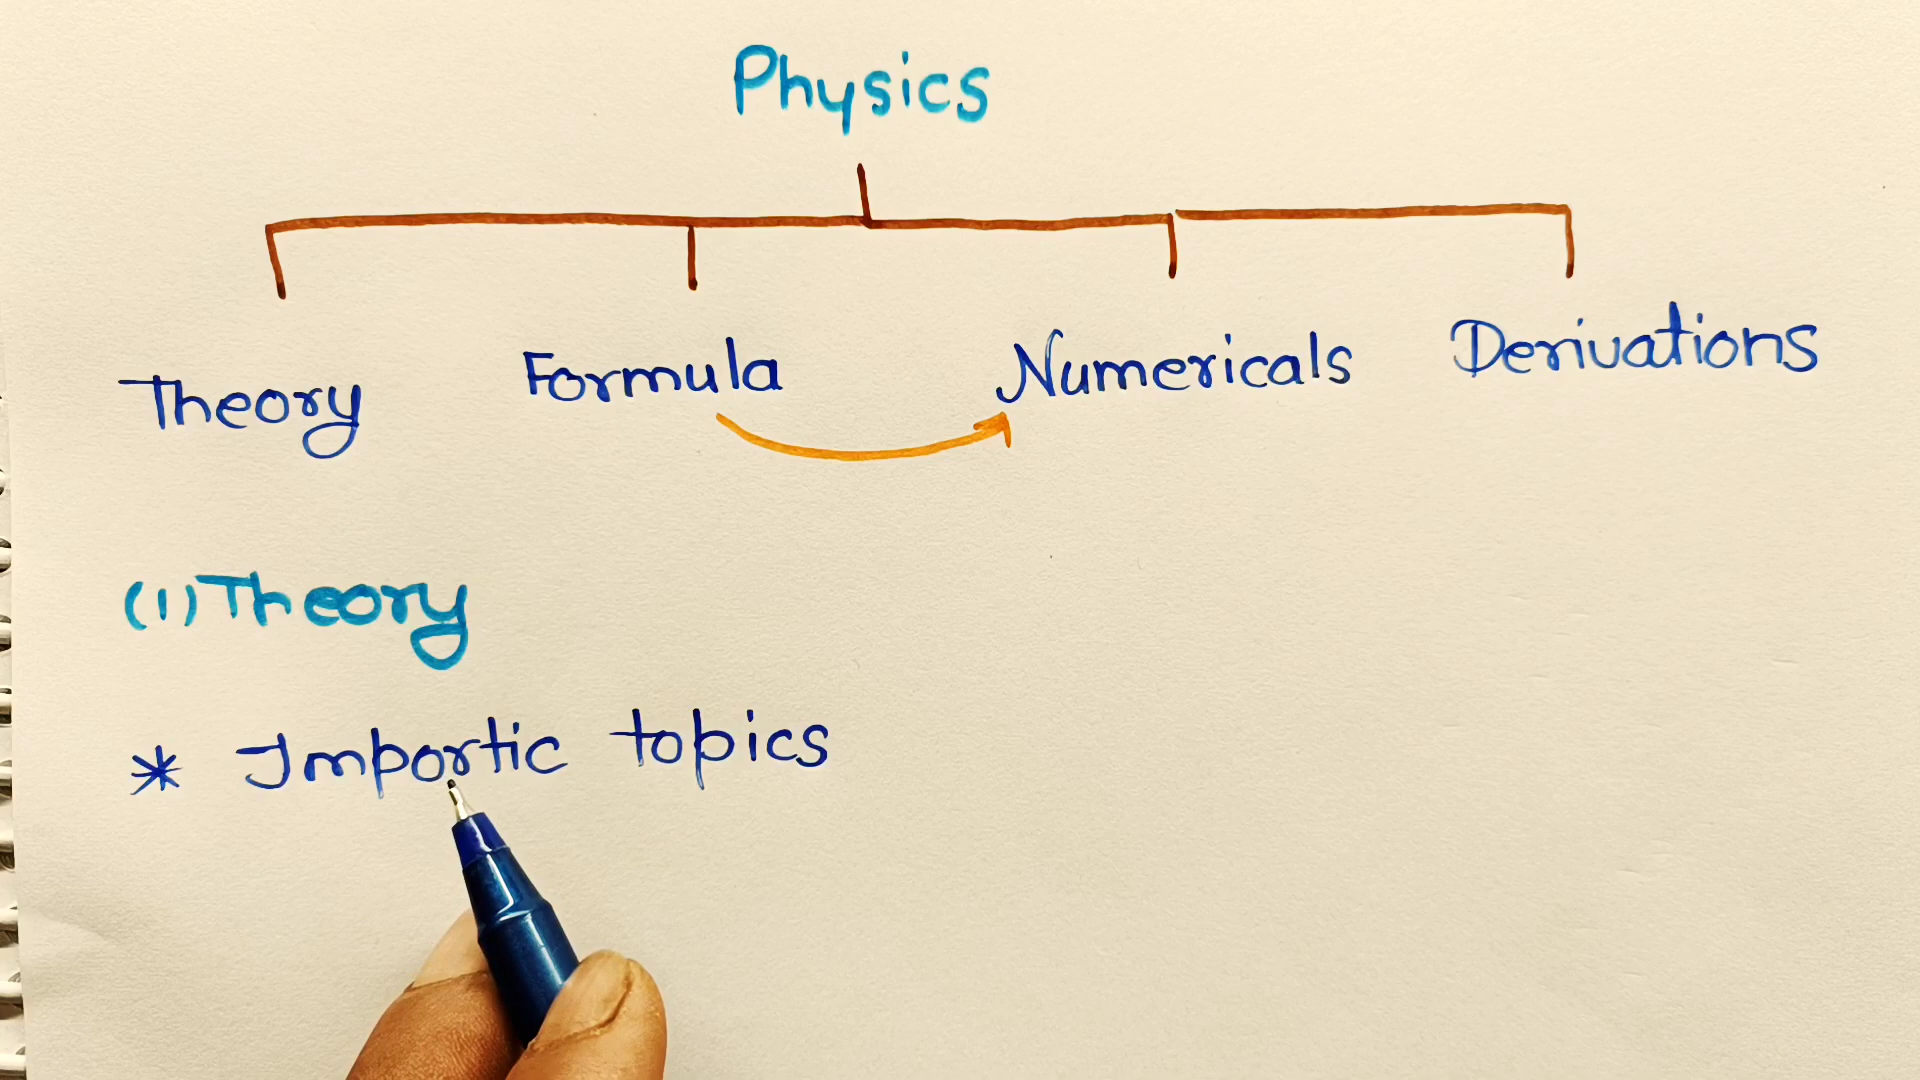 Physics
Theory Formula Numericals Derivations
(1) Theory
* Importic topics